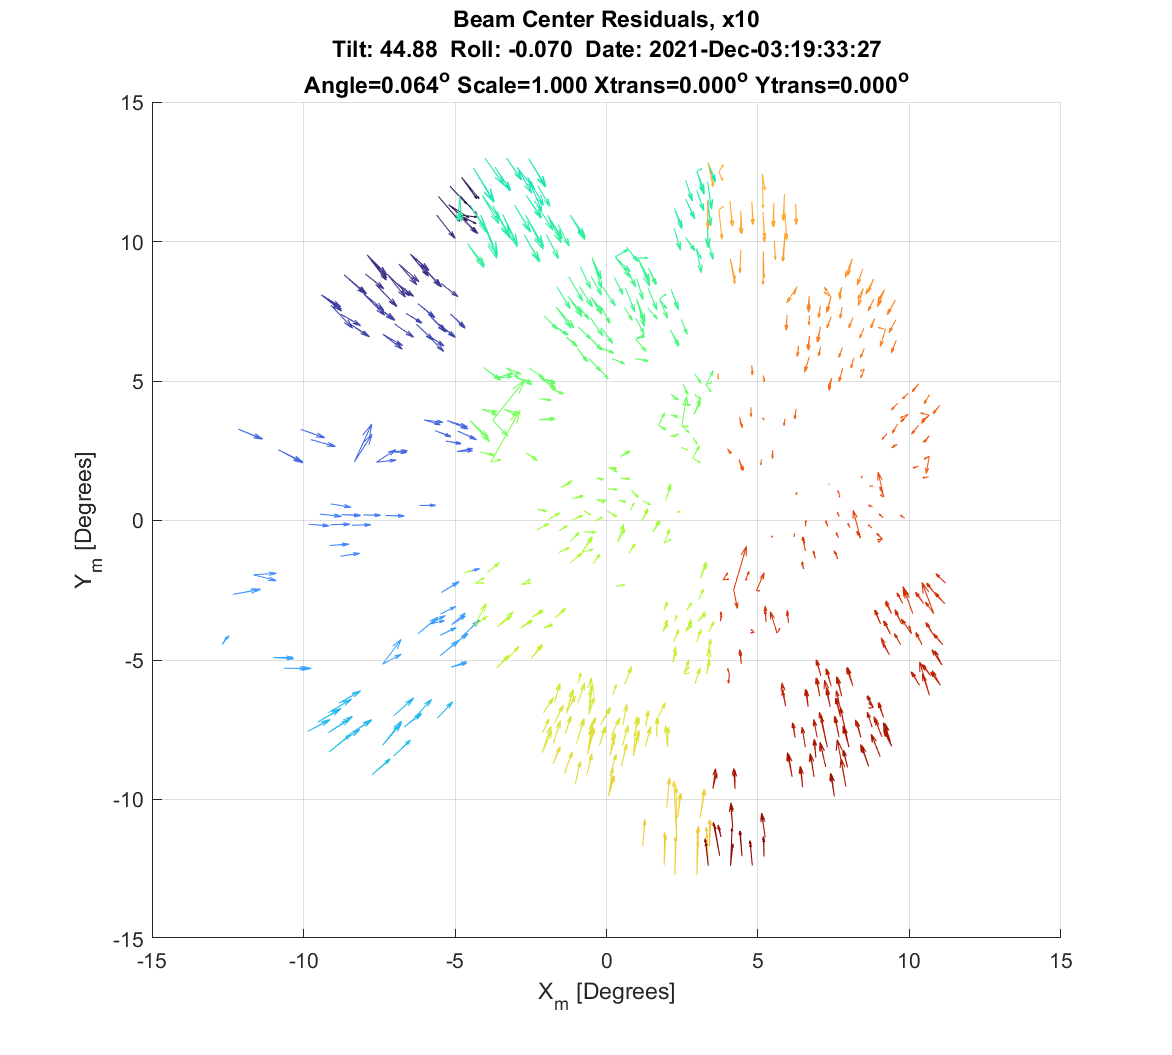 Beam Center Residuals, x10
Tilt: 44.88 Roll: -0.070 Date: 2021-Dec-03:19:33:27
Angle=0.064° Scale=1.000 Xtrans=0.000° Ytrans=0.000°
15
10
5
0
-5
-10
-15
Y_m [Degrees]
-15 -10 -5 0 5 10 15
X_m [Degrees]